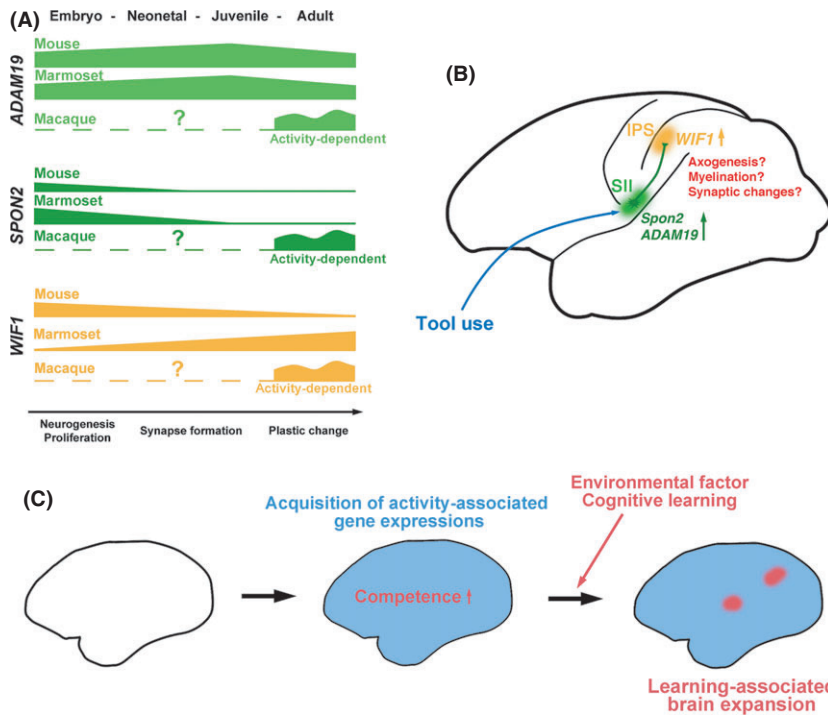 (A)
Embryo - Neonetal - Juvenile - Adult
ADAM19
Mouse
Marmoset
Macaque
?
Activity-dependent
SPON2
Mouse
Marmoset
Macaque
?
Activity-dependent
WIF1
Mouse
Marmoset
Macaque
?
Activity-dependent
Neurogenesis
Proliferation
Synapse formation
Plastic change
(B)
IPS
WIF1
Axogenesis?
Myelination?
Synaptic changes?
SII
Spon2
ADAM19
Tool use
(C)
Acquisition of activity-associated
gene expressions
Competence
Environmental factor
Cognitive learning
Learning-associated
brain expansion